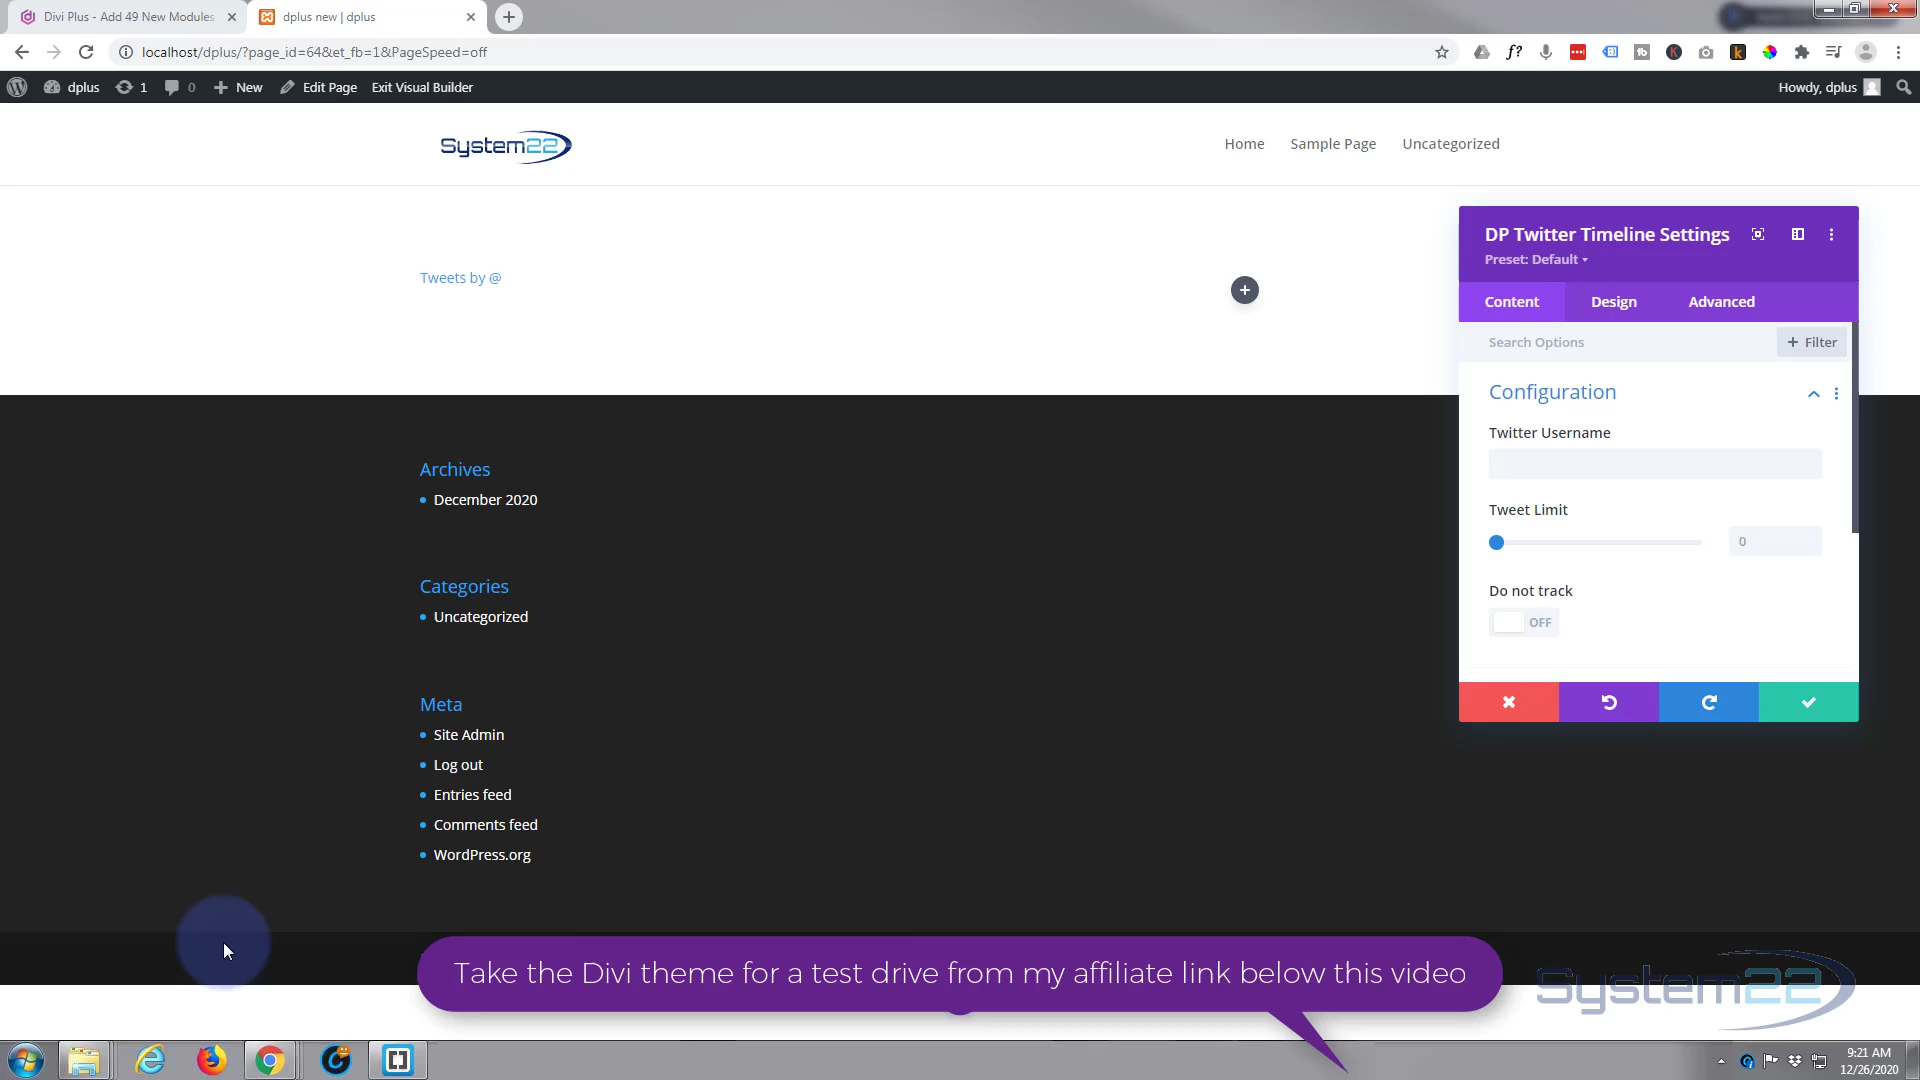 Divi Plus - Add 49 New Modules
dplus new | dplus
localhost/dplus/?page_id=64&et_fb=1&PageSpeed=off
f?
dplus
1
0
New
Edit Page
Exit Visual Builder
Howdy, dplus
System22
Home
Sample Page
Uncategorized
DP Twitter Timeline Settings
Preset: Default
Content
Design
Advanced
Search Options
Filter
Tweets by @
Configuration
Twitter Username
Tweet Limit
0
Do not track
OFF
Archives
December 2020
Categories
Uncategorized
Meta
Site Admin
Log out
Entries feed
Comments feed
WordPress.org
Take the Divi theme for a test drive from my affiliate link below this video
System22
9:21 AM
12/26/2020